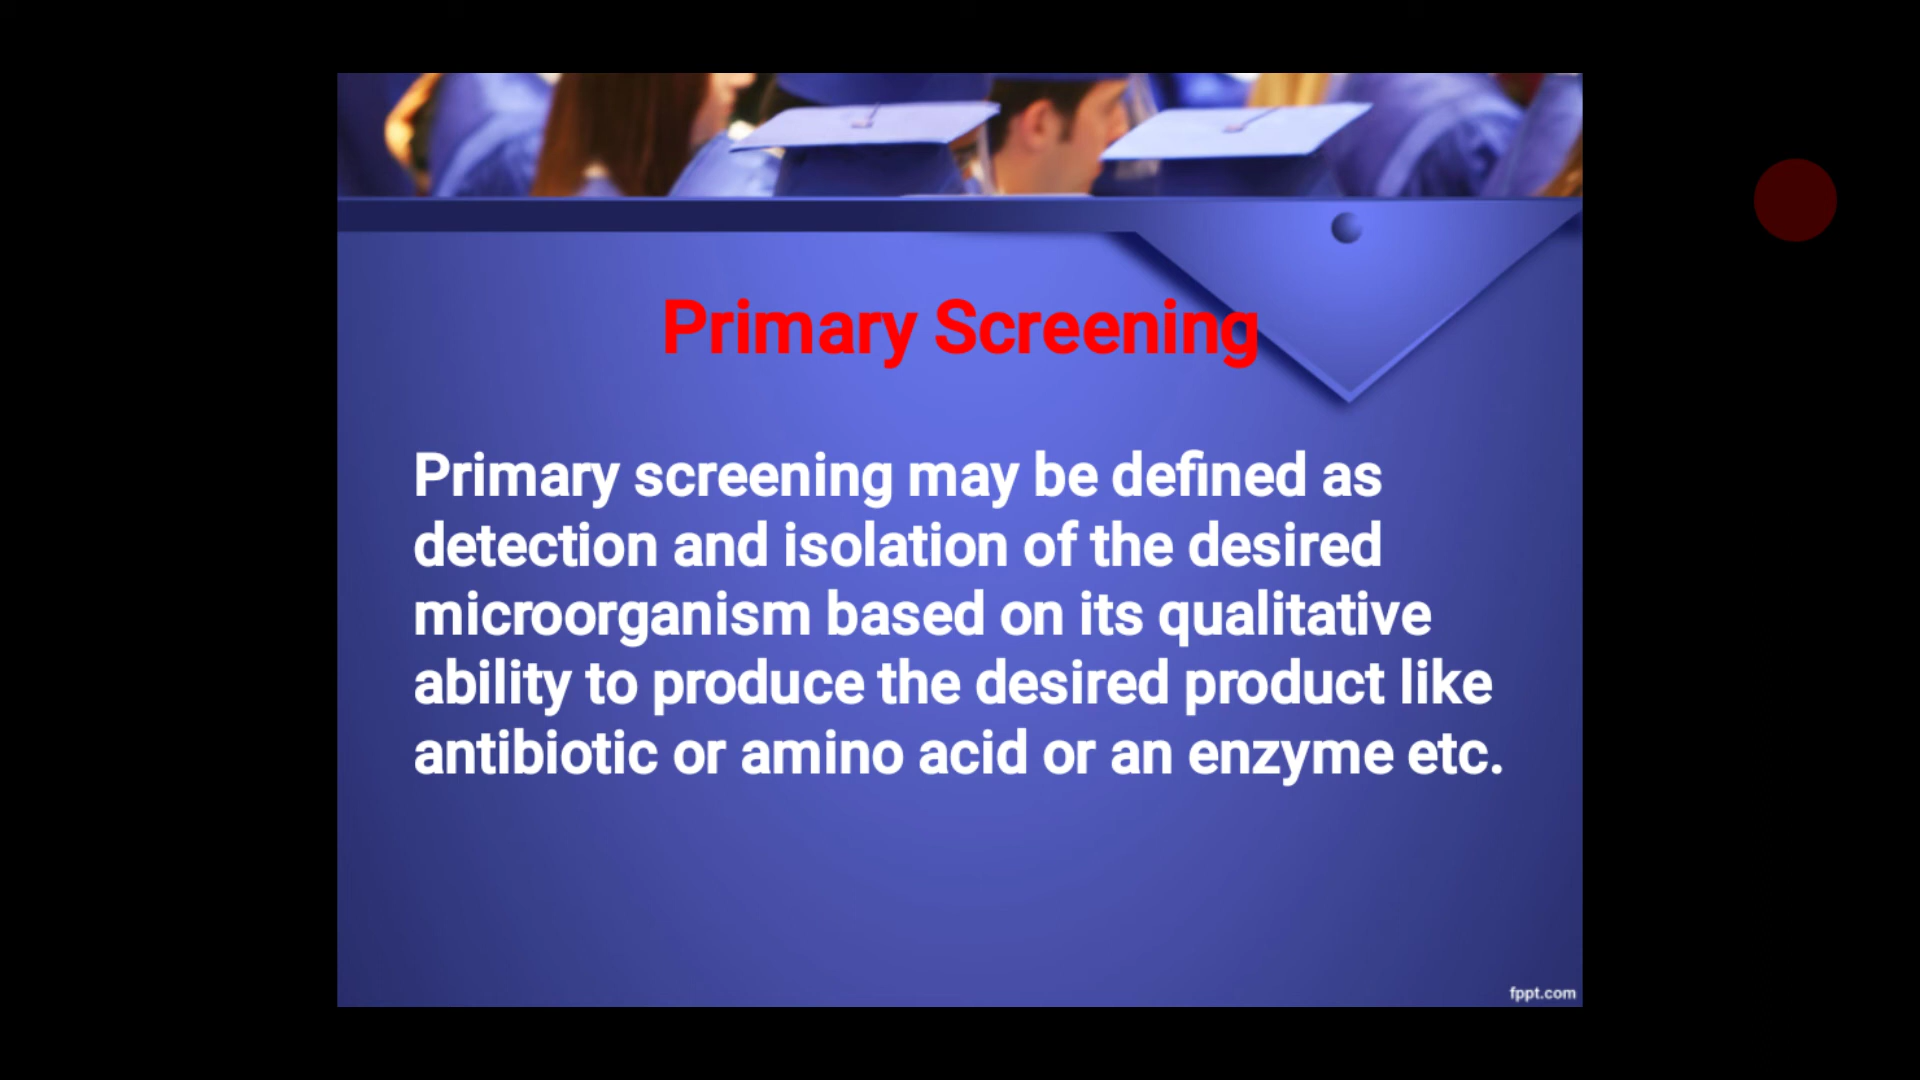 Primary Screening
Primary screening may be defined as
detection and isolation of the desired
microorganism based on its qualitative
ability to produce the desired product like
antibiotic or amino acid or an enzyme etc.
fppt.com